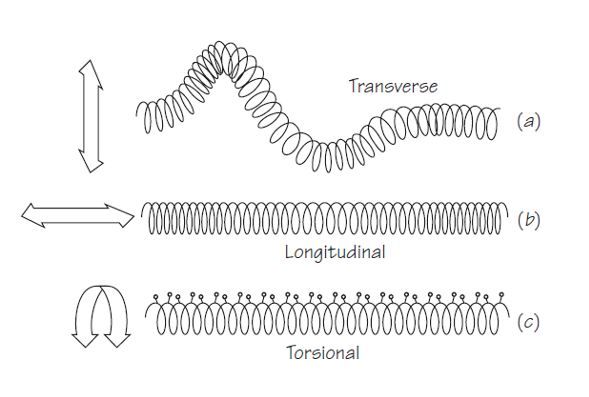 Transverse
(a)
(b)
Longitudinal
(c)
Torsional